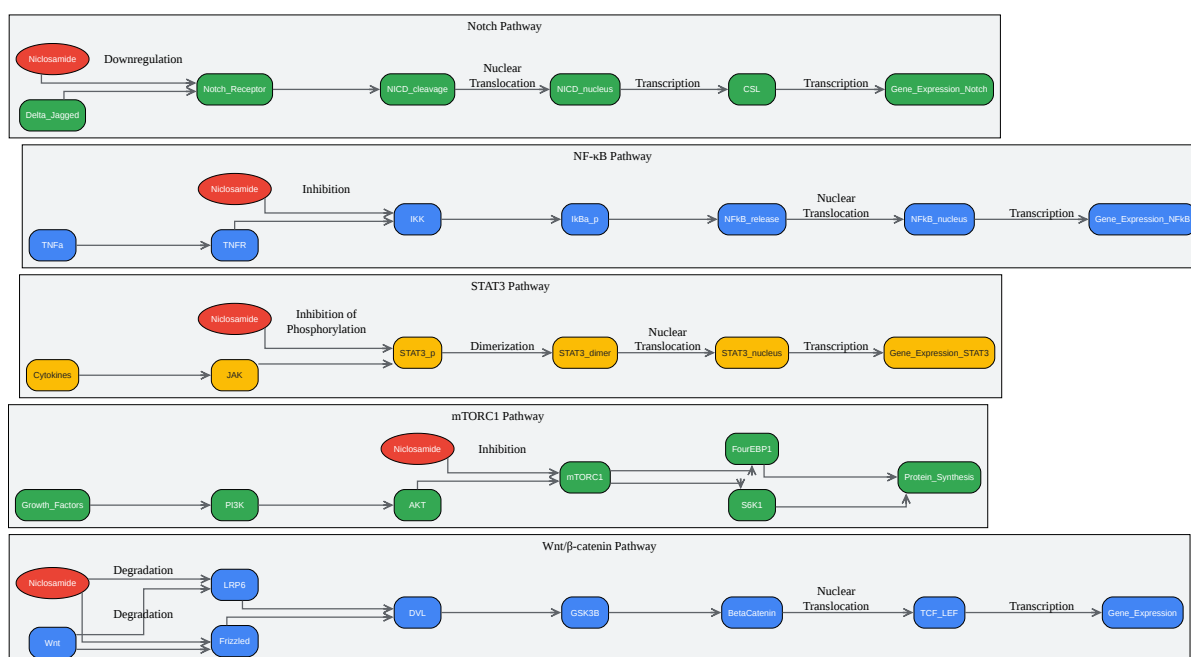 Notch Pathway
Niclosamide
Downregulation
Delta_Jagged
Notch_Receptor
NICD_cleavage
Nuclear
Translocation
NICD_nucleus
Transcription
CSL
Transcription
Gene_Expression_Notch
NF-κB Pathway
Niclosamide
Inhibition
TNFa
TNFR
IKK
IkBa_p
NFkB_release
Nuclear
Translocation
NFkB_nucleus
Transcription
Gene_Expression_NFkB
STAT3 Pathway
Niclosamide
Inhibition of
Phosphorylation
Cytokines
JAK
STAT3_p
Dimerization
STAT3_dimer
Nuclear
Translocation
STAT3_nucleus
Transcription
Gene_Expression_STAT3
mTORC1 Pathway
Niclosamide
Inhibition
Growth_Factors
PI3K
AKT
mTORC1
FourEBP1
S6K1
Protein_Synthesis
Wnt/β-catenin Pathway
Niclosamide
Degradation
Degradation
Wnt
LRP6
Frizzled
DVL
GSK3B
BetaCatenin
Nuclear
Translocation
TCF_LEF
Transcription
Gene_Expression